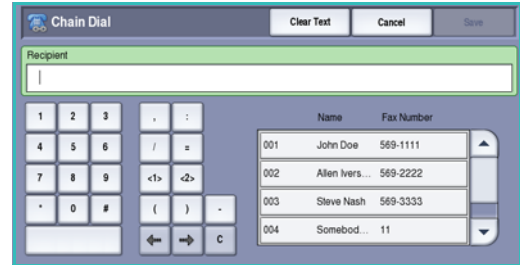 Chain Dial Clear Text Cancel Save
Recipient
1 2 3 , :
4 5 6 / =
7 8 9 <1> <2>
* 0 # ( ) -
C
Name Fax Number
001 John Doe 569-1111
002 Allen Ivers... 569-2222
003 Steve Nash 569-3333
004 Somebod... 11